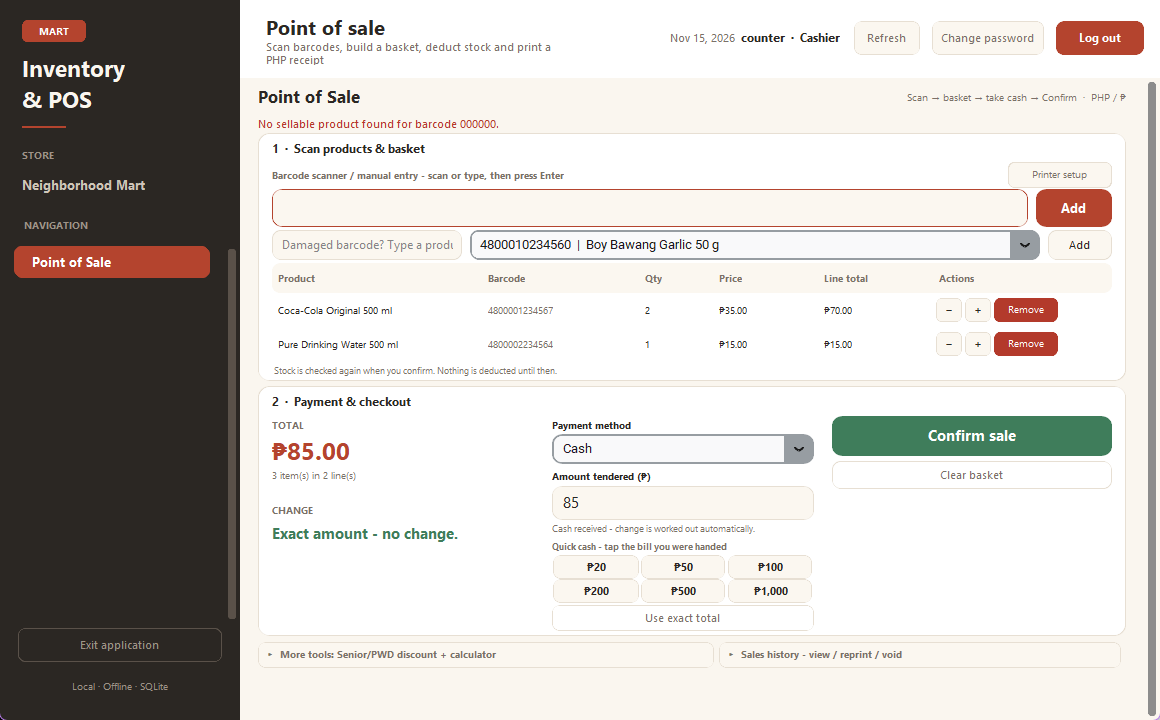 MART
Inventory
& POS
STORE
Neighborhood Mart
NAVIGATION
Point of Sale
Exit application
Local · Offline · SQLite
Point of sale
Scan barcodes, build a basket, deduct stock and print a
PHP receipt
Nov 15, 2026 counter · Cashier
Refresh
Change password
Log out
Point of Sale
Scan → basket → take cash → Confirm · PHP / ₱
No sellable product found for barcode 000000.
1 · Scan products & basket
Barcode scanner / manual entry - scan or type, then press Enter
Printer setup
Add
Damaged barcode? Type a produ
4800010234560 | Boy Bawang Garlic 50 g
Add
Product Barcode Qty Price Line total Actions
Coca-Cola Original 500 ml 4800001234567 2 ₱35.00 ₱70.00 − + Remove
Pure Drinking Water 500 ml 4800002234564 1 ₱15.00 ₱15.00 − + Remove
Stock is checked again when you confirm. Nothing is deducted until then.
2 · Payment & checkout
TOTAL
₱85.00
3 item(s) in 2 line(s)
CHANGE
Exact amount - no change.
Payment method
Cash
Amount tendered (₱)
85
Cash received - change is worked out automatically.
Quick cash - tap the bill you were handed
₱20 ₱50 ₱100
₱200 ₱500 ₱1,000
Use exact total
Confirm sale
Clear basket
▸ More tools: Senior/PWD discount + calculator
▸ Sales history - view / reprint / void